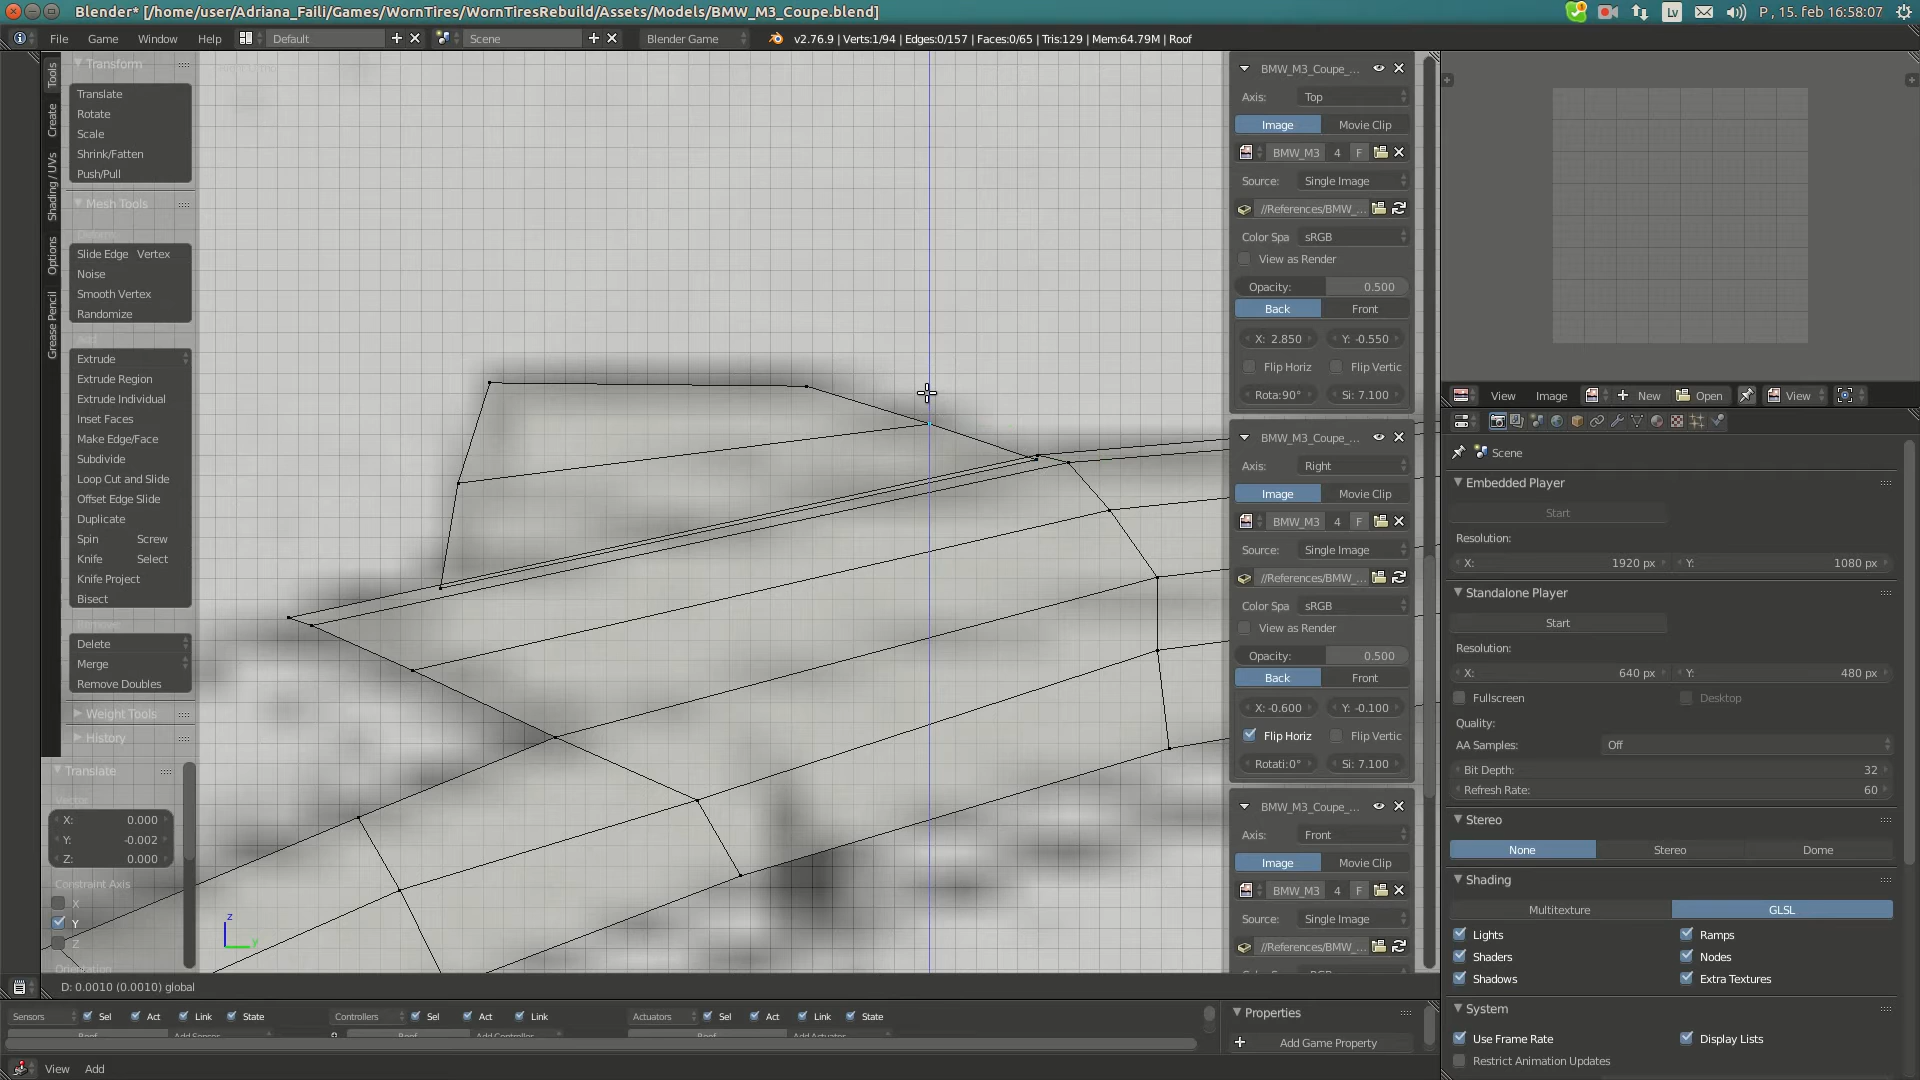 Blender* [/home/user/Adriana_Faili/Games/WornTires/WornTiresRebuild/Assets/Models/BMW_M3_Coupe.blend]
Lv
P , 15. feb 16:58:07
File Game Window Help
Default
Scene
Blender Game
v2.76.9 | Verts:1/94 | Edges:0/157 | Faces:0/65 | Tris:129 | Mem:64.79M | Roof
Tools
Create
Shading / UVs
Options
Grease Pencil
Transform
Translate
Rotate
Scale
Shrink/Fatten
Push/Pull
Mesh Tools
Deform:
Slide Edge Vertex
Noise
Smooth Vertex
Randomize
Add:
Extrude
Extrude Region
Extrude Individual
Inset Faces
Make Edge/Face
Subdivide
Loop Cut and Slide
Offset Edge Slide
Duplicate
Spin Screw
Knife Select
Knife Project
Bisect
Remove:
Delete
Merge
Remove Doubles
Weight Tools
History
Translate
Vector
X: 0.000
Y: -0.002
Z: 0.000
Constraint Axis
X
Y
Z
Orientation
z
y
D: 0.0010 (0.0010) global
BMW_M3_Coupe_...
Axis: Top
Image Movie Clip
BMW_M3 4 F
Source: Single Image
//References/BMW_...
Color Spa sRGB
View as Render
Opacity: 0.500
Back Front
X: 2.850 Y: -0.550
Flip Horiz Flip Vertic
Rota:90° Si: 7.100
BMW_M3_Coupe_...
Axis: Right
Image Movie Clip
BMW_M3 4 F
Source: Single Image
//References/BMW_...
Color Spa sRGB
View as Render
Opacity: 0.500
Back Front
X:-0.600 Y: -0.100
Flip Horiz Flip Vertic
Rotati:0° Si: 7.100
BMW_M3_Coupe_...
Axis: Front
Image Movie Clip
BMW_M3 4 F
Source: Single Image
//References/BMW_...
View Image New Open View
Scene
Embedded Player
Start
Resolution:
X: 1920 px Y: 1080 px
Standalone Player
Start
Resolution:
X: 640 px Y: 480 px
Fullscreen Desktop
Quality:
AA Samples: Off
Bit Depth: 32
Refresh Rate: 60
Stereo
None Stereo Dome
Shading
Multitexture GLSL
Lights Ramps
Shaders Nodes
Shadows Extra Textures
System
Use Frame Rate Display Lists
Restrict Animation Updates
Sensors Sel Act Link State
Controllers Sel Act Link
Actuators Sel Act Link State
Properties
Add Game Property
View Add